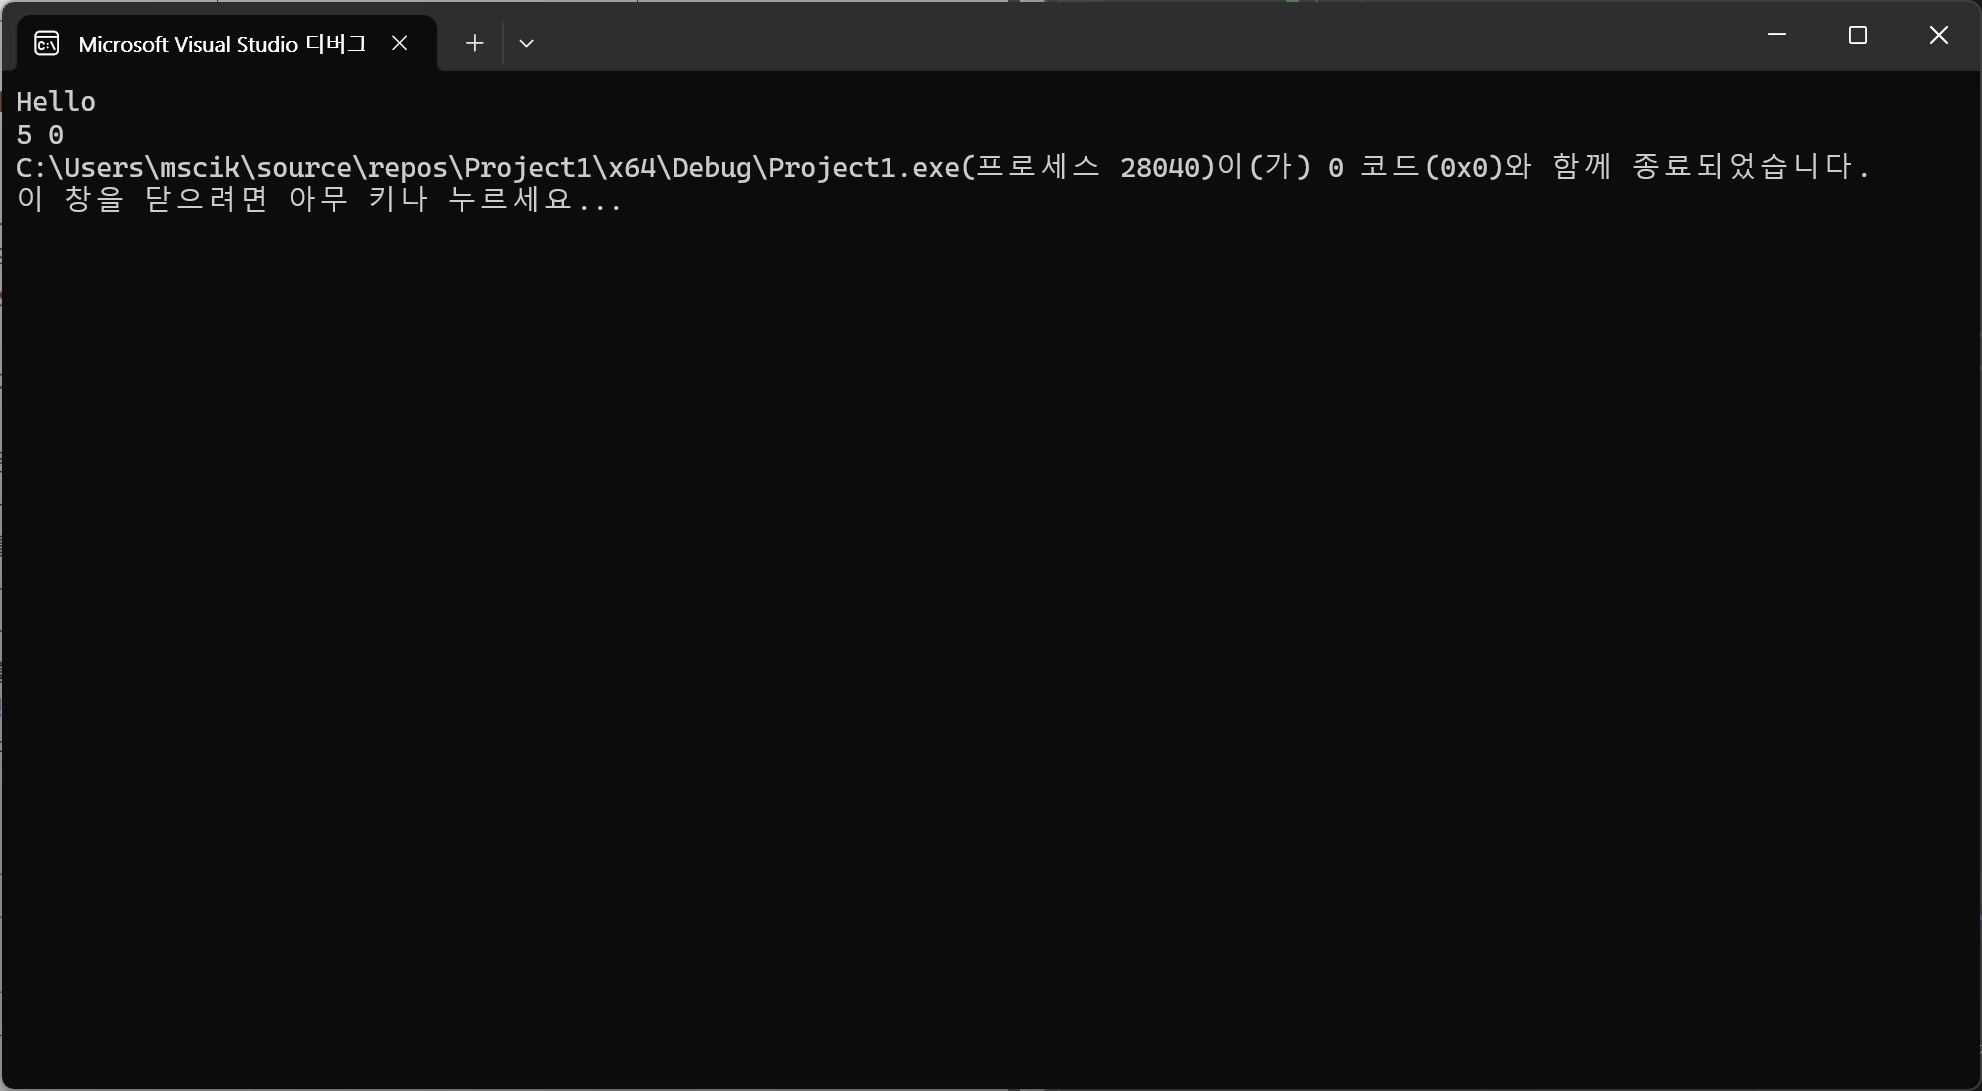 Microsoft Visual Studio 디버그
Hello
5 0
C:\Users\mscik\source\repos\Project1\x64\Debug\Project1.exe(프로세스 28040)이(가) 0 코드(0x0)와 함께 종료되었습니다.
이 창을 닫으려면 아무 키나 누르세요...